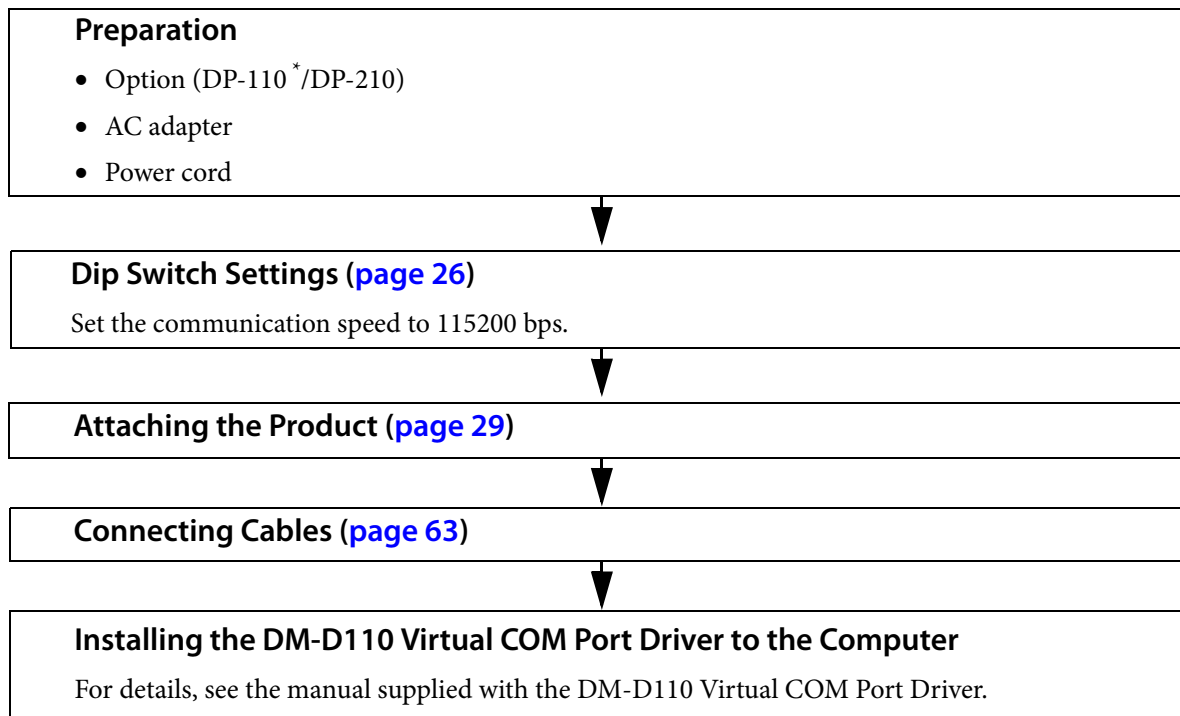 Preparation
• Option (DP-110 */DP-210)
• AC adapter
• Power cord
Dip Switch Settings (page 26)
Set the communication speed to 115200 bps.
Attaching the Product (page 29)
Connecting Cables (page 63)
Installing the DM-D110 Virtual COM Port Driver to the Computer
For details, see the manual supplied with the DM-D110 Virtual COM Port Driver.